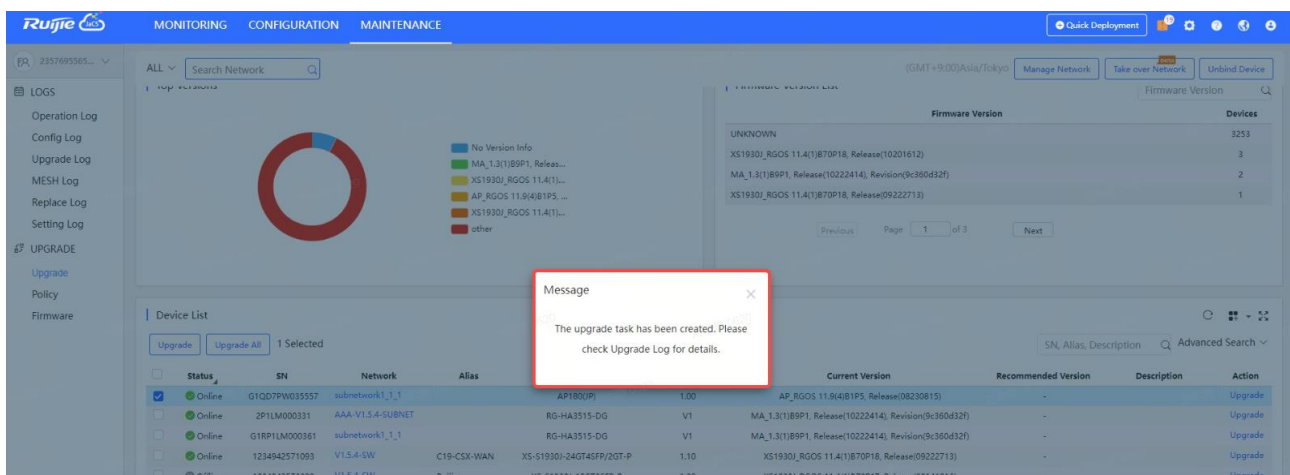 Ruijie JaCS MONITORING CONFIGURATION MAINTENANCE Quick Deployment 19
2357695565... ALL Search Network (GMT+9:00)Asia/Tokyo Manage Network Take over Network beta Unbind Device
LOGS
Operation Log
Config Log
Upgrade Log
MESH Log
Replace Log
Setting Log
UPGRADE
Upgrade
Policy
Firmware
Top Versions
No Version Info
MA_1.3(1)B9P1, Releas...
XS1930J_RGOS 11.4(1)...
AP_RGOS 11.9(4)B1P5, ...
XS1930J_RGOS 11.4(1)...
other
Firmware Version List Firmware Version
Firmware Version Devices
UNKNOWN 3253
XS1930J_RGOS 11.4(1)B70P18, Release(10201612) 3
MA_1.3(1)B9P1, Release(10222414), Revision(9c360d32f) 2
XS1930J_RGOS 11.4(1)B70P18, Release(09222713) 1
Previous Page 1 of 3 Next
Message
The upgrade task has been created. Please
check Upgrade Log for details.
Device List
Upgrade Upgrade All 1 Selected SN, Alias, Description Advanced Search
Status SN Network Alias Current Version Recommended Version Description Action
Online G1QD7PW035557 subnetwork1_1_1 AP180(JP) 1.00 AP_RGOS 11.9(4)B1P5, Release(08230815) - Upgrade
Online 2P1LM000331 AAA-V1.5.4-SUBNET RG-HA3515-DG V1 MA_1.3(1)B9P1, Release(10222414), Revision(9c360d32f) - Upgrade
Online G1RP1LM000361 subnetwork1_1_1 RG-HA3515-DG V1 MA_1.3(1)B9P1, Release(10222414), Revision(9c360d32f) - Upgrade
Online 1234942571093 V1.5.4-SW C19-CSX-WAN XS-S1930J-24GT4SFP/2GT-P 1.10 XS1930J_RGOS 11.4(1)B70P18, Release(09222713) - Upgrade